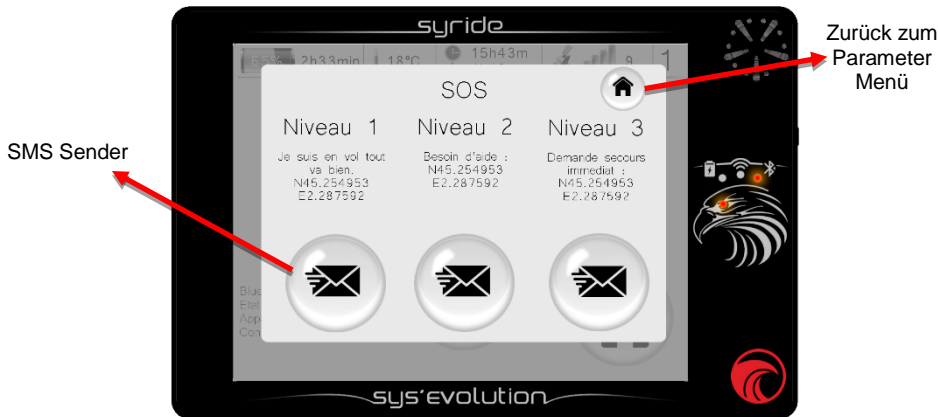 syride
2h33min 18°C 15h43m 9 1
SOS
Zurück zum
Parameter
Menü
Niveau 1 Niveau 2 Niveau 3
Je suis en vol tout
va bien.
N45.254953
E2.287592
Besoin d'aide :
N45.254953
E2.287592
Demande secours
immediat :
N45.254953
E2.287592
SMS Sender
sys'evolution